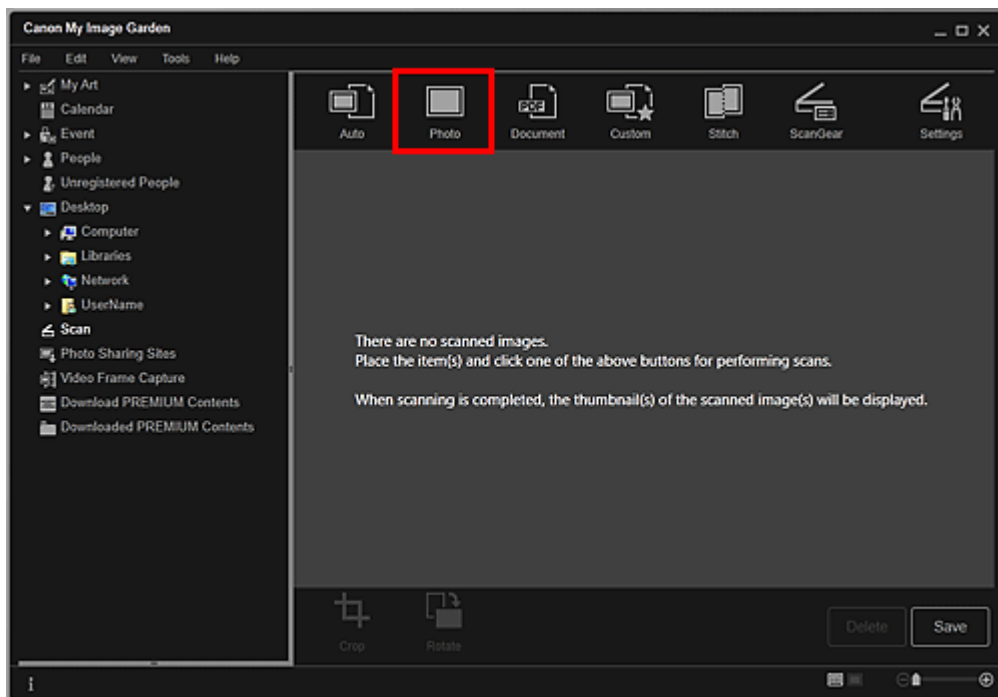 Canon My Image Garden
File Edit View Tools Help
My Art
Calendar
Event
People
Unregistered People
Desktop
Computer
Libraries
Network
UserName
Scan
Photo Sharing Sites
Video Frame Capture
Download PREMIUM Contents
Downloaded PREMIUM Contents
Auto Photo Document Custom Stitch ScanGear Settings
PDF
There are no scanned images.
Place the item(s) and click one of the above buttons for performing scans.
When scanning is completed, the thumbnail(s) of the scanned image(s) will be displayed.
Crop Rotate
Delete Save